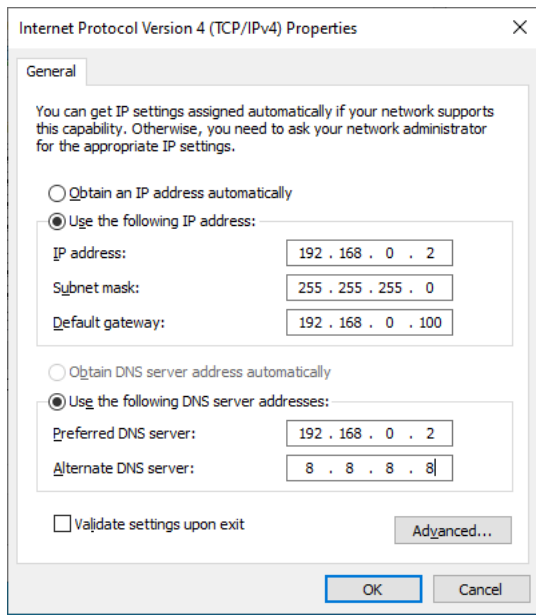 Internet Protocol Version 4 (TCP/IPv4) Properties
General
You can get IP settings assigned automatically if your network supports
this capability. Otherwise, you need to ask your network administrator
for the appropriate IP settings.
Obtain an IP address automatically
Use the following IP address:
IP address: 192 . 168 . 0 . 2
Subnet mask: 255 . 255 . 255 . 0
Default gateway: 192 . 168 . 0 . 100
Obtain DNS server address automatically
Use the following DNS server addresses:
Preferred DNS server: 192 . 168 . 0 . 2
Alternate DNS server: 8 . 8 . 8 . 8
Validate settings upon exit
Advanced...
OK Cancel